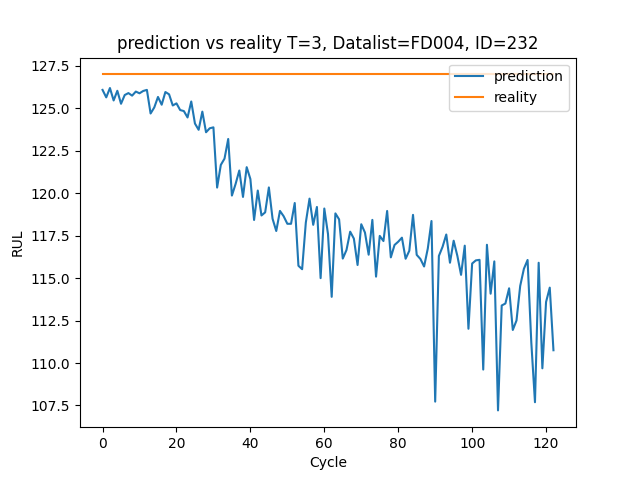 prediction vs reality T=3, Datalist=FD004, ID=232
127.5
125.0
122.5
120.0
117.5
115.0
112.5
110.0
107.5
RUL
prediction
reality
0 20 40 60 80 100 120
Cycle